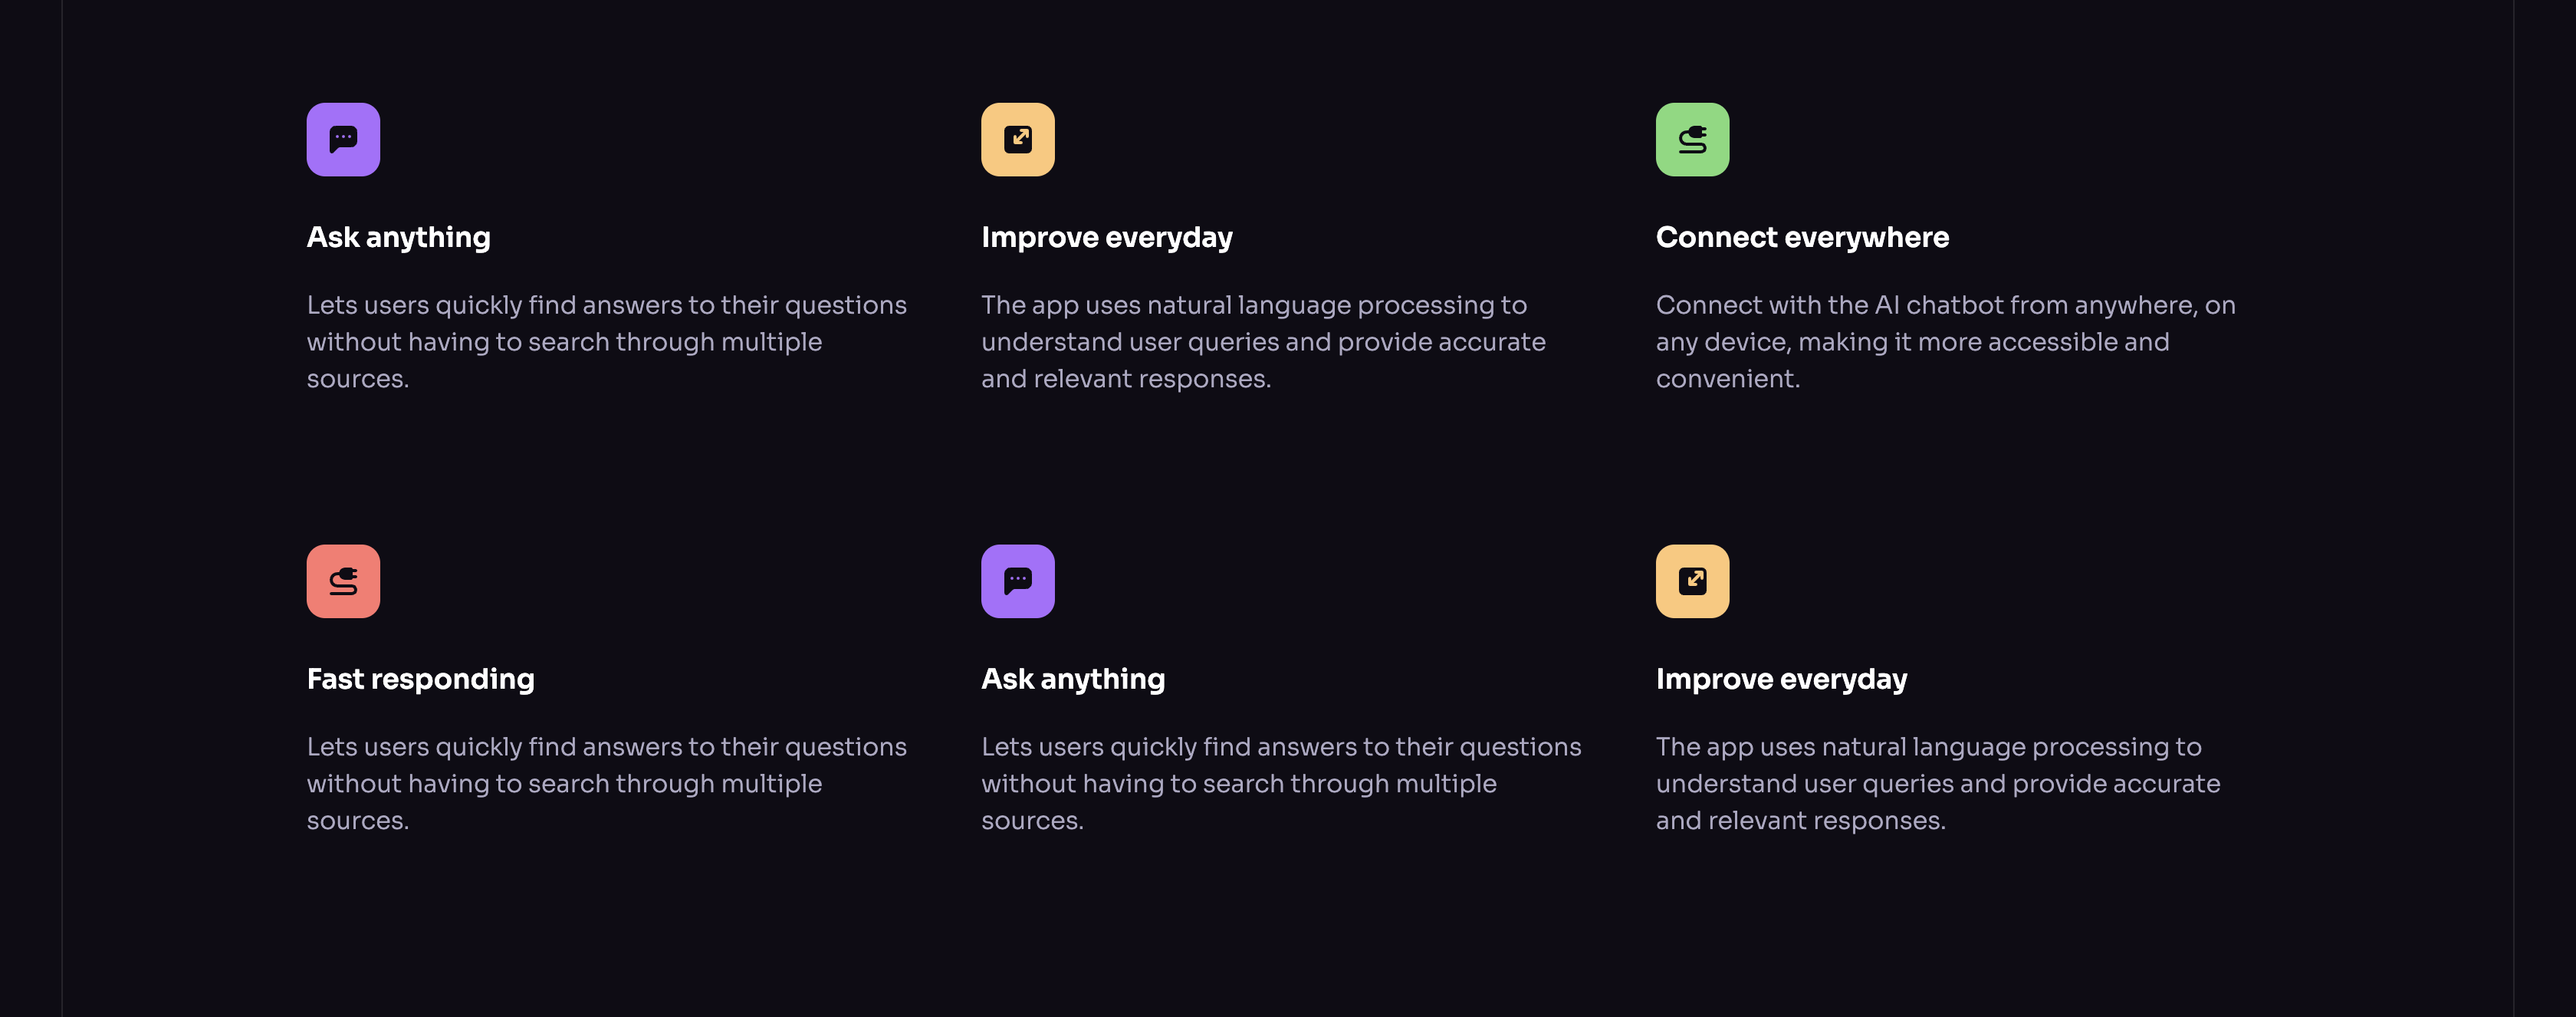 Ask anything
Lets users quickly find answers to their questions
without having to search through multiple
sources.
Improve everyday
The app uses natural language processing to
understand user queries and provide accurate
and relevant responses.
Connect everywhere
Connect with the AI chatbot from anywhere, on
any device, making it more accessible and
convenient.
Fast responding
Lets users quickly find answers to their questions
without having to search through multiple
sources.
Ask anything
Lets users quickly find answers to their questions
without having to search through multiple
sources.
Improve everyday
The app uses natural language processing to
understand user queries and provide accurate
and relevant responses.